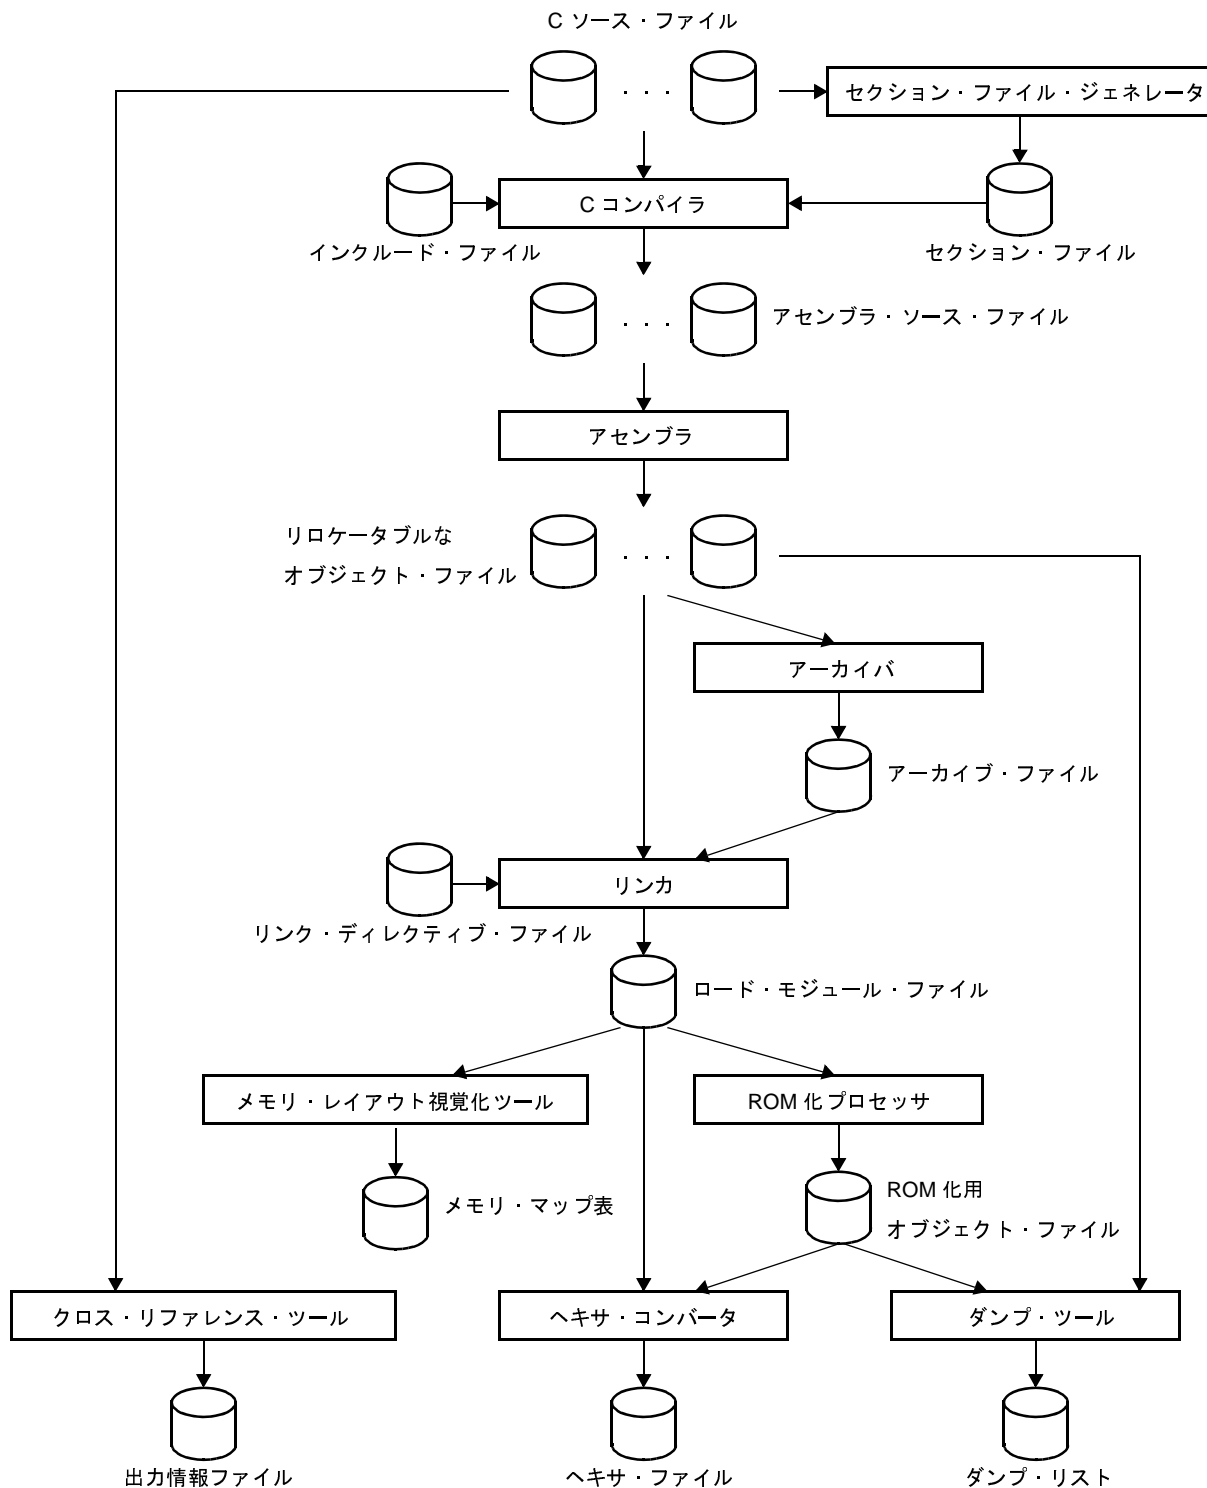 C ソース・ファイル
・・・
セクション・ファイル・ジェネレータ
C コンパイラ
インクルード・ファイル
セクション・ファイル
・・・
アセンブラ・ソース・ファイル
アセンブラ
リロケータブルな
オブジェクト・ファイル
・・・
アーカイバ
アーカイブ・ファイル
リンカ
リンク・ディレクティブ・ファイル
ロード・モジュール・ファイル
メモリ・レイアウト視覚化ツール
ROM 化プロセッサ
メモリ・マップ表
ROM 化用
オブジェクト・ファイル
クロス・リファレンス・ツール
ヘキサ・コンバータ
ダンプ・ツール
出力情報ファイル
ヘキサ・ファイル
ダンプ・リスト